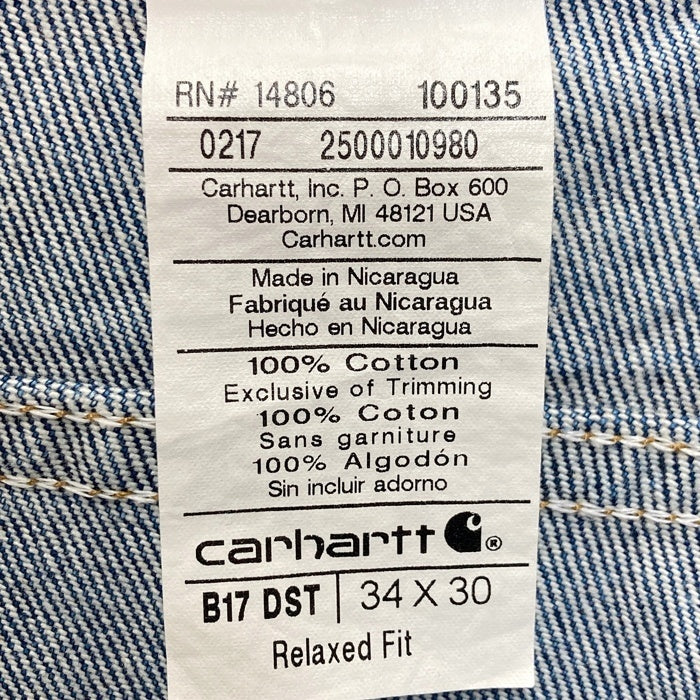 RN# 14806 100135
0217 2500010980
Carhartt, Inc. P. O. Box 600
Dearborn, MI 48121 USA
Carhartt.com
Made in Nicaragua
Fabriqué au Nicaragua
Hecho en Nicaragua
100% Cotton
Exclusive of Trimming
100% Coton
Sans garniture
100% Algodón
Sin incluir adorno
carhartt ®
B17 DST | 34 X 30
Relaxed Fit